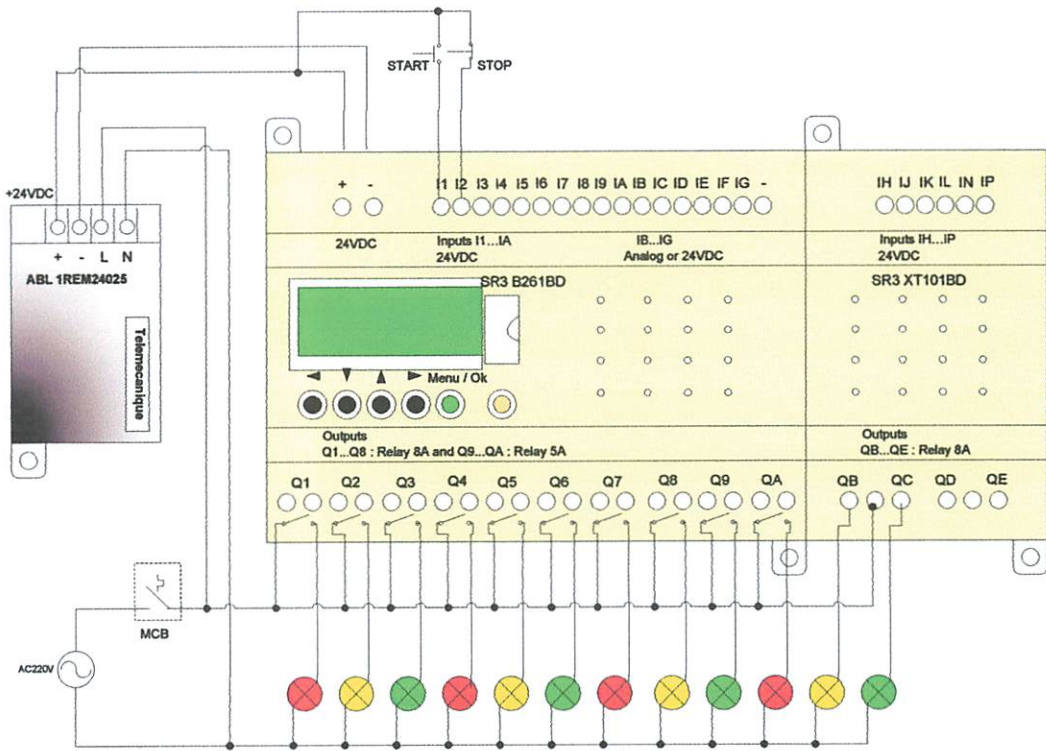 START
STOP
+24VDC
+ - L N
ABL 1REM24025
Telemecanique
+ -
I1 I2 I3 I4 I5 I6 I7 I8 I9 IA IB IC ID IE IF IG -
IH IJ IK IL IN IP
24VDC
Inputs I1...IA
24VDC
IB...IG
Analog or 24VDC
Inputs IH...IP
24VDC
SR3 B261BD
SR3 XT101BD
Menu / Ok
Outputs
Q1...Q8 : Relay 8A and Q9...QA : Relay 5A
Outputs
QB...QE : Relay 8A
Q1 Q2 Q3 Q4 Q5 Q6 Q7 Q8 Q9 QA
QB QC QD QE
MCB
AC220V